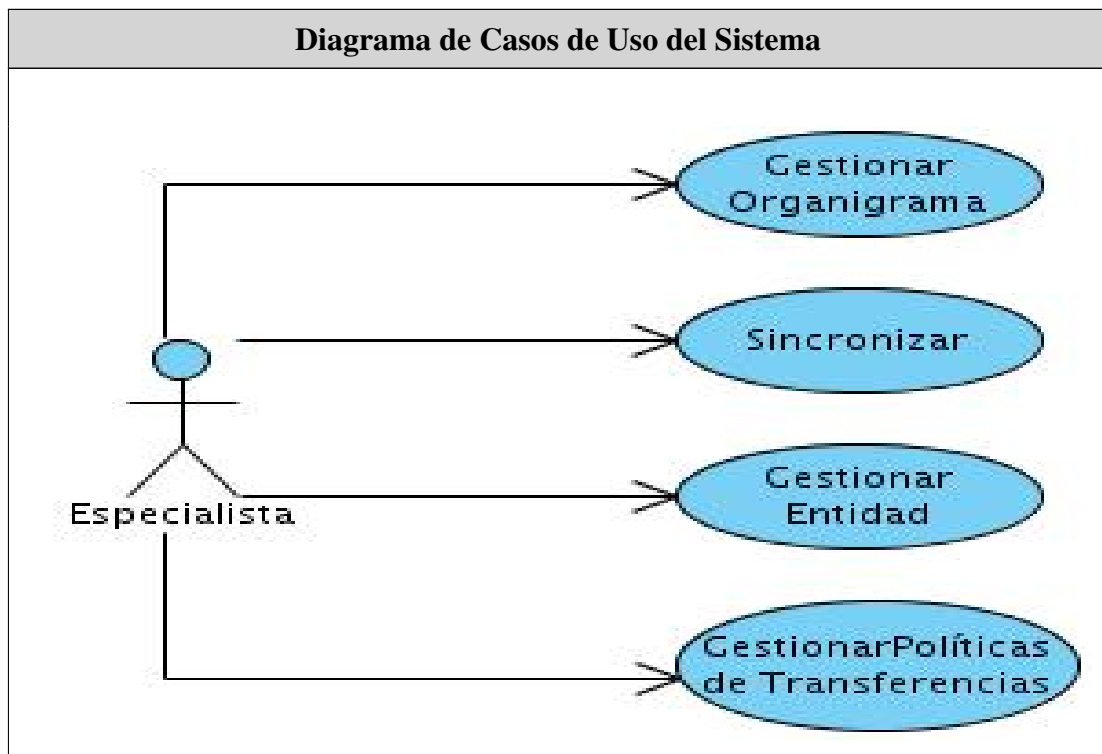 Diagrama de Casos de Uso del Sistema
Gestionar
Organigrama
Sincronizar
Gestionar
Entidad
Especialista
GestionarPolíticas
de Transferencias